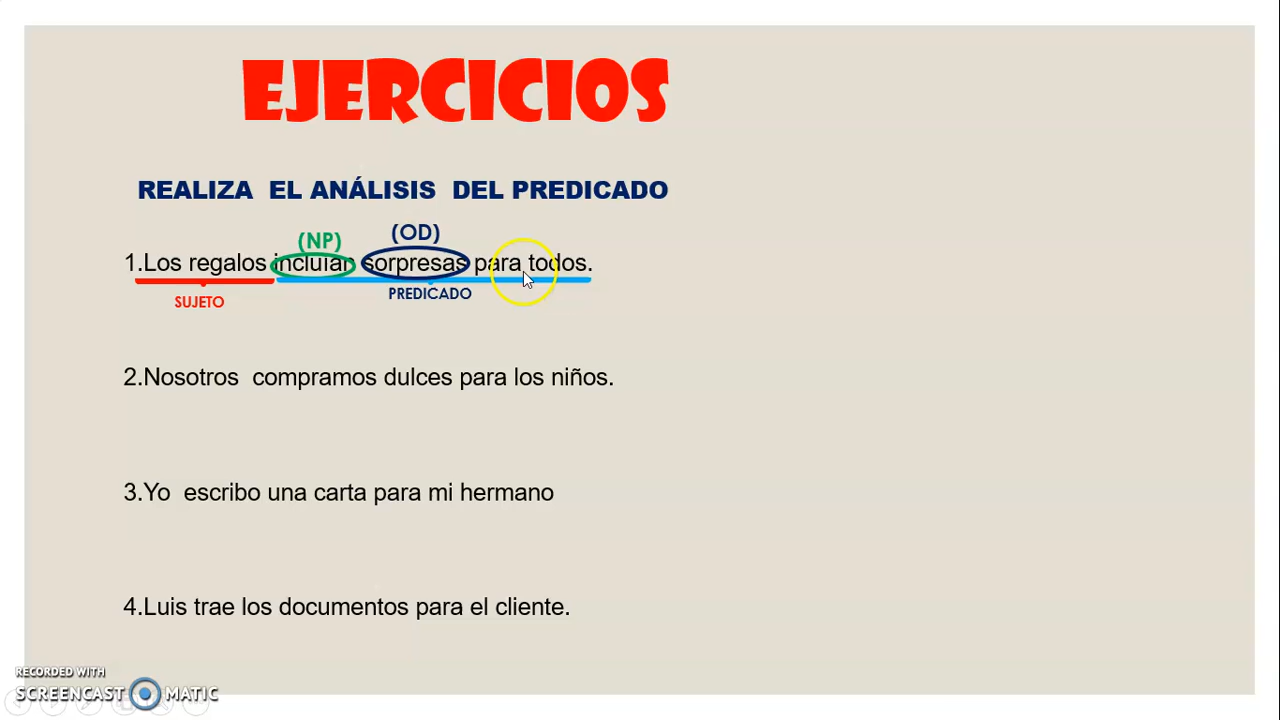 EJERCICIOS
REALIZA EL ANÁLISIS DEL PREDICADO
(NP) (OD)
1.Los regalos incluían sorpresas para todos.
SUJETO PREDICADO
2.Nosotros compramos dulces para los niños.
3.Yo escribo una carta para mi hermano
4.Luis trae los documentos para el cliente.
RECORDED WITH
SCREENCAST MATIC